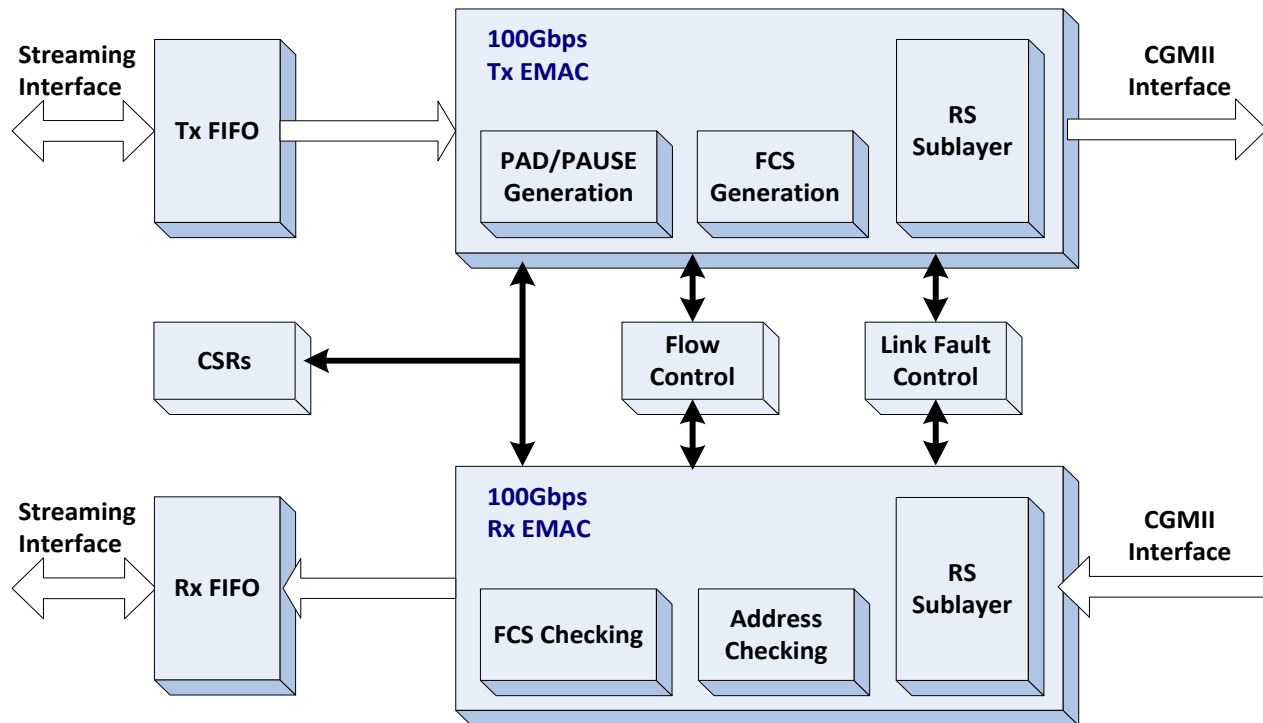 Streaming
Interface
Tx FIFO
100Gbps
Tx EMAC
PAD/PAUSE
Generation
FCS
Generation
RS
Sublayer
CGMII
Interface
CSRs
Flow
Control
Link Fault
Control
Streaming
Interface
Rx FIFO
100Gbps
Rx EMAC
FCS Checking
Address
Checking
RS
Sublayer
CGMII
Interface